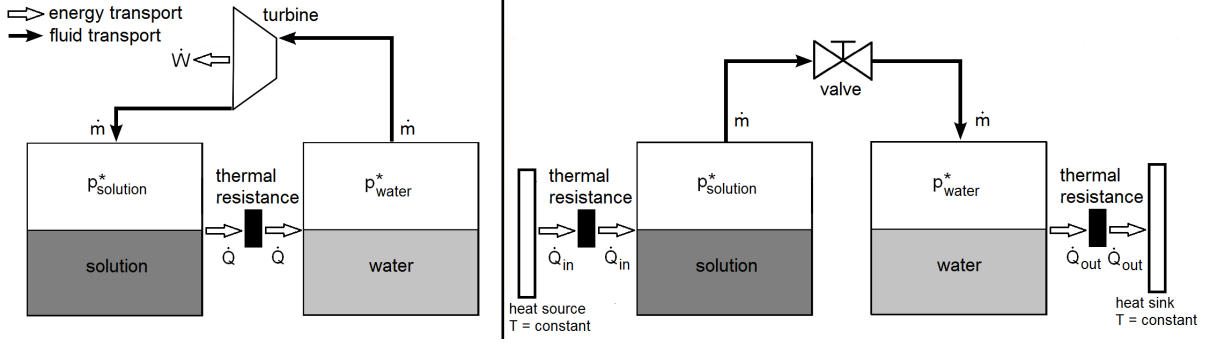 energy transport
fluid transport
turbine
Ẇ
ṁ
ṁ
p*solution
thermal
resistance
p*water
Q̇
Q̇
solution
water
valve
ṁ
ṁ
thermal
resistance
p*solution
p*water
thermal
resistance
Q̇in
Q̇in
solution
water
Q̇out
Q̇out
heat source
T = constant
heat sink
T = constant